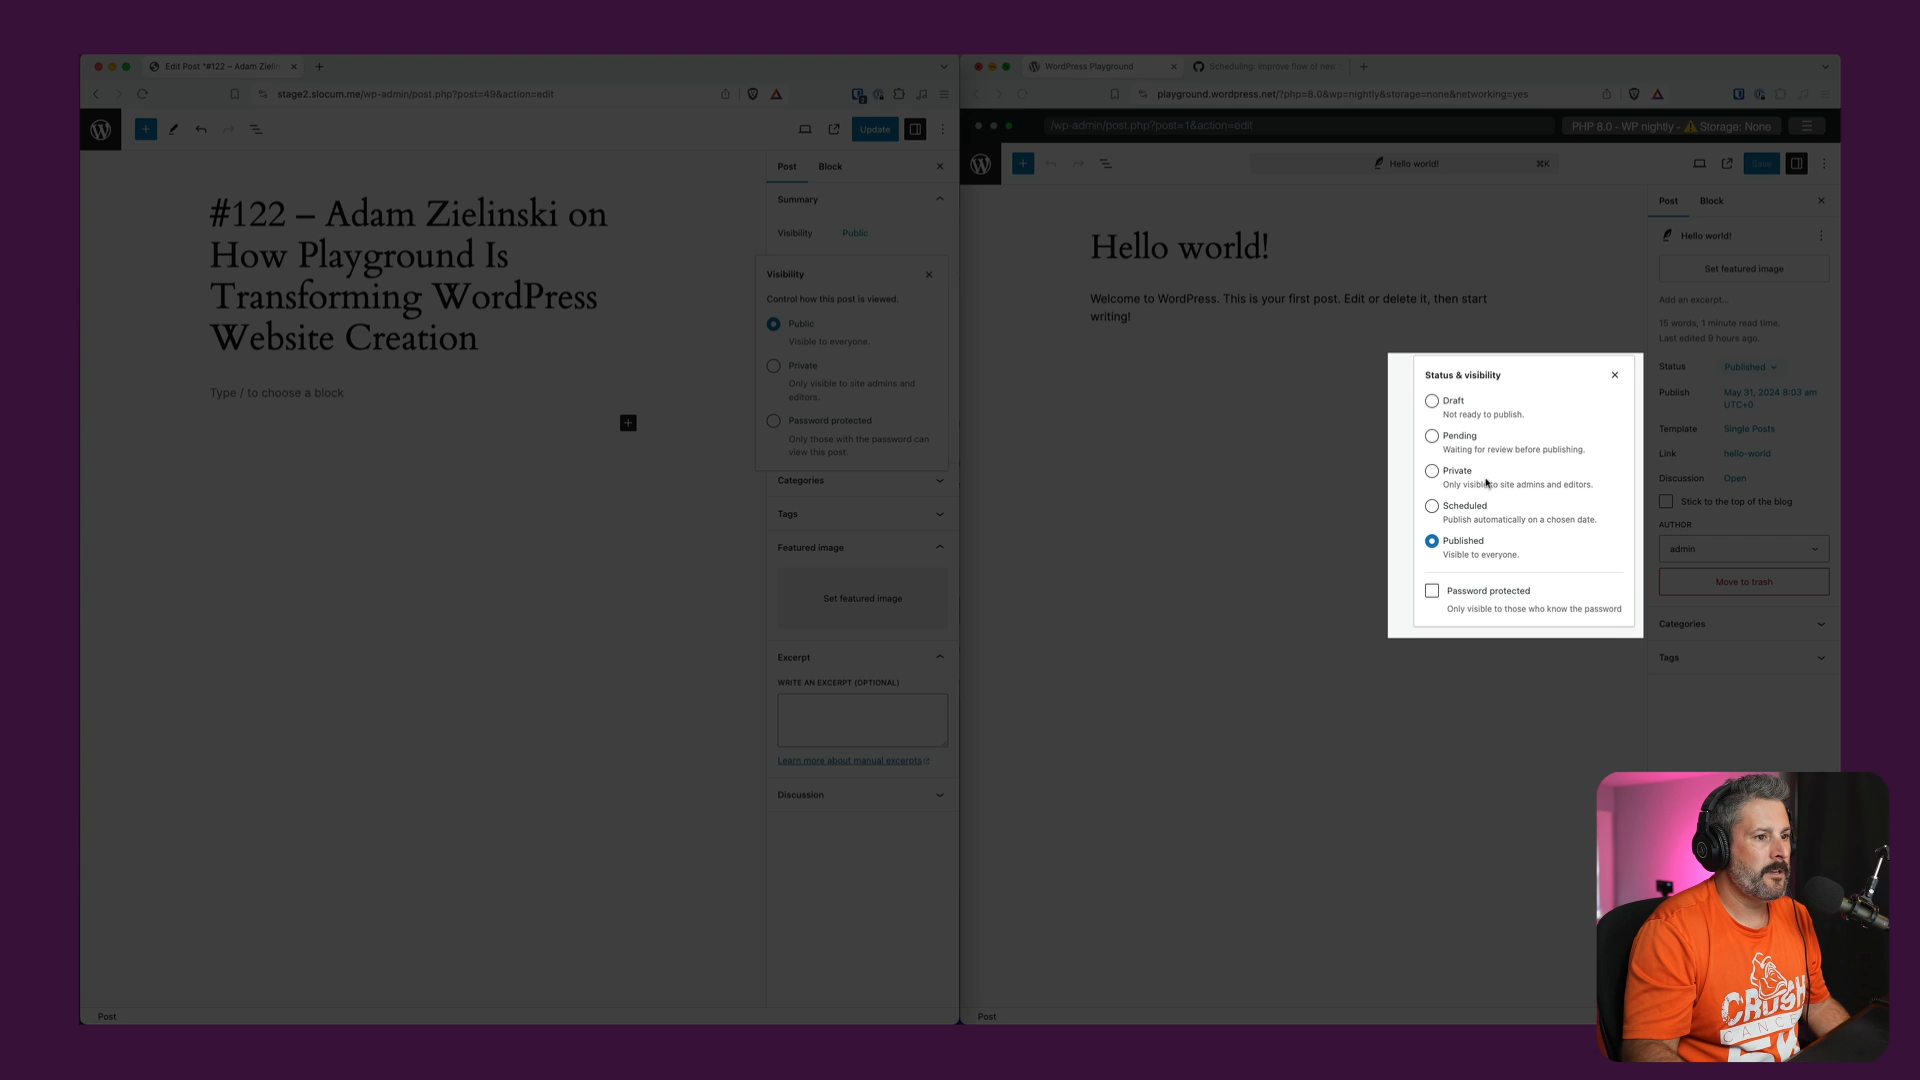 Edit Post "#122 – Adam Zielin
stage2.slocum.me/wp-admin/post.php?post=49&action=edit
Update
Post
Block
#122 – Adam Zielinski on
How Playground Is
Transforming WordPress
Website Creation
Type / to choose a block
Summary
Visibility
Public
Visibility
Control how this post is viewed.
Public
Visible to everyone.
Private
Only visible to site admins and
editors.
Password protected
Only those with the password can
view this post.
Categories
Tags
Featured image
Set featured image
Excerpt
WRITE AN EXCERPT (OPTIONAL)
Learn more about manual excerpts
Discussion
Post
WordPress Playground
Scheduling: Improve flow of new
playground.wordpress.net/?php=8.0&wp=nightly&storage=none&networking=yes
/wp-admin/post.php?post=1&action=edit
PHP 8.0 - WP nightly - ⚠️ Storage: None
Hello world!
⌘K
Save
Post
Block
Hello world!
Welcome to WordPress. This is your first post. Edit or delete it, then start
writing!
Hello world!
Set featured image
Add an excerpt...
15 words, 1 minute read time.
Last edited 9 hours ago.
Status
Published
Publish
May 31, 2024 8:03 am
UTC+0
Template
Single Posts
Link
hello-world
Discussion
Open
Stick to the top of the blog
AUTHOR
admin
Move to trash
Categories
Tags
Status & visibility
Draft
Not ready to publish.
Pending
Waiting for review before publishing.
Private
Only visible to site admins and editors.
Scheduled
Publish automatically on a chosen date.
Published
Visible to everyone.
Password protected
Only visible to those who know the password
Post
CRUSH
CANCE
5K